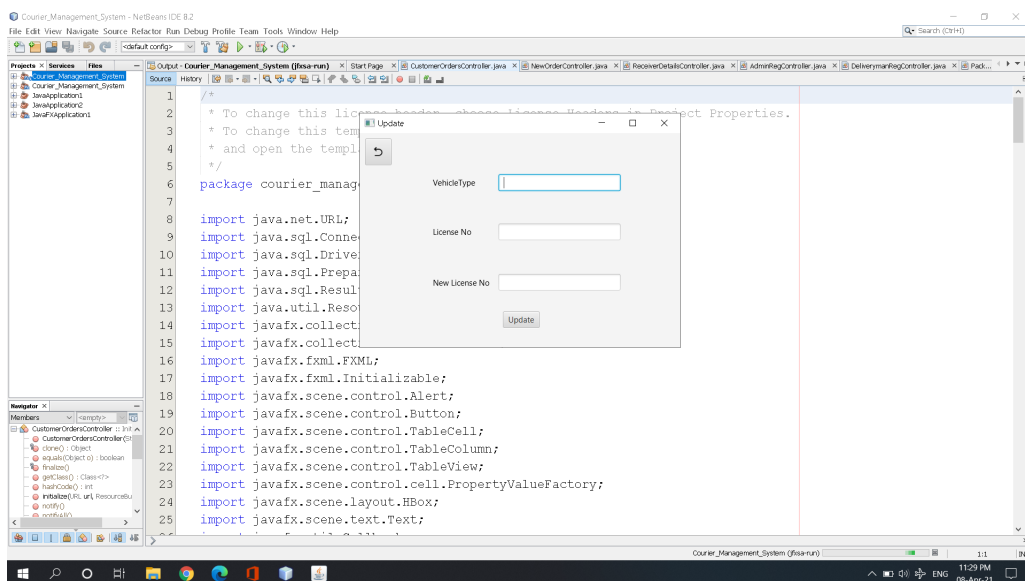 Courier_Management_System - NetBeans IDE 8.2
File Edit View Navigate Source Refactor Run Debug Profile Team Tools Window Help
Search (Ctrl+I)
<default config>
Projects Services Files
Output - Courier_Management_System (jfxsa-run) Start Page CustomerOrdersController.java NewOrderController.java ReceiverDetailsController.java AdminRegController.java DeliverymanRegController.java Pack...
Courier_Management_System
Courier_Management_System
JavaApplication1
JavaApplication2
JavaFXApplication1
Source History
1 /*
2 * To change this license header, choose License Headers in Project Properties.
3 * To change this temp
4 * and open the templ
5 */
6 package courier_manag
7
8 import java.net.URL;
9 import java.sql.Conne
10 import java.sql.Drive
11 import java.sql.Prepa
12 import java.sql.Resul
13 import java.util.Reso
14 import javafx.collect
15 import javafx.collect
16 import javafx.fxml.FXML;
17 import javafx.fxml.Initializable;
18 import javafx.scene.control.Alert;
19 import javafx.scene.control.Button;
20 import javafx.scene.control.TableCell;
21 import javafx.scene.control.TableColumn;
22 import javafx.scene.control.TableView;
23 import javafx.scene.control.cell.PropertyValueFactory;
24 import javafx.scene.layout.HBox;
25 import javafx.scene.text.Text;
Update
VehicleType
License No
New License No
Update
Navigator
Members <empty>
CustomerOrdersController :: Init
CustomerOrdersController(St
clone() : Object
equals(Object o) : boolean
finalize()
getClass() : Class<?>
hashCode() : int
initialize(URL url, ResourceBu
notify()
notifyAll()
Courier_Management_System (jfxsa-run)
1:1
IN
ENG
11:29 PM
08-Apr-21